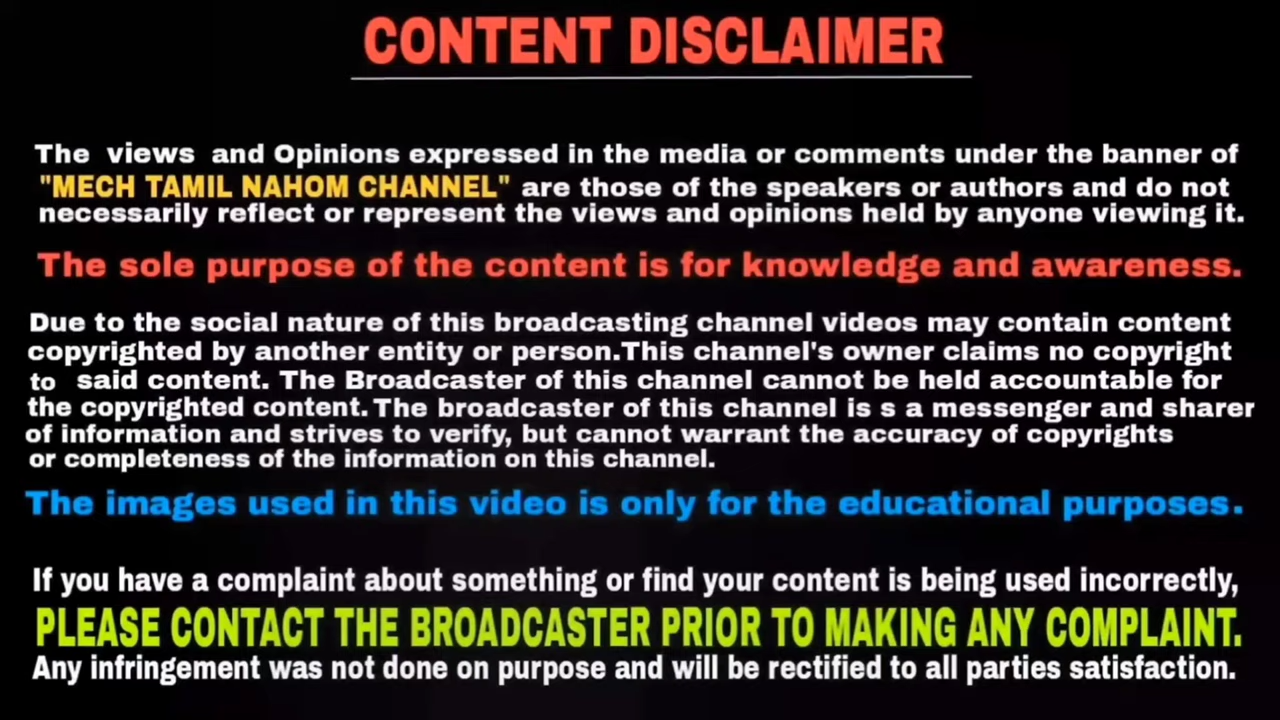 CONTENT DISCLAIMER
The views and Opinions expressed in the media or comments under the banner of
"MECH TAMIL NAHOM CHANNEL" are those of the speakers or authors and do not
necessarily reflect or represent the views and opinions held by anyone viewing it.
The sole purpose of the content is for knowledge and awareness.
Due to the social nature of this broadcasting channel videos may contain content
copyrighted by another entity or person.This channel's owner claims no copyright
to said content. The Broadcaster of this channel cannot be held accountable for
the copyrighted content. The broadcaster of this channel is s a messenger and sharer
of information and strives to verify, but cannot warrant the accuracy of copyrights
or completeness of the information on this channel.
The images used in this video is only for the educational purposes.
If you have a complaint about something or find your content is being used incorrectly,
PLEASE CONTACT THE BROADCASTER PRIOR TO MAKING ANY COMPLAINT.
Any infringement was not done on purpose and will be rectified to all parties satisfaction.